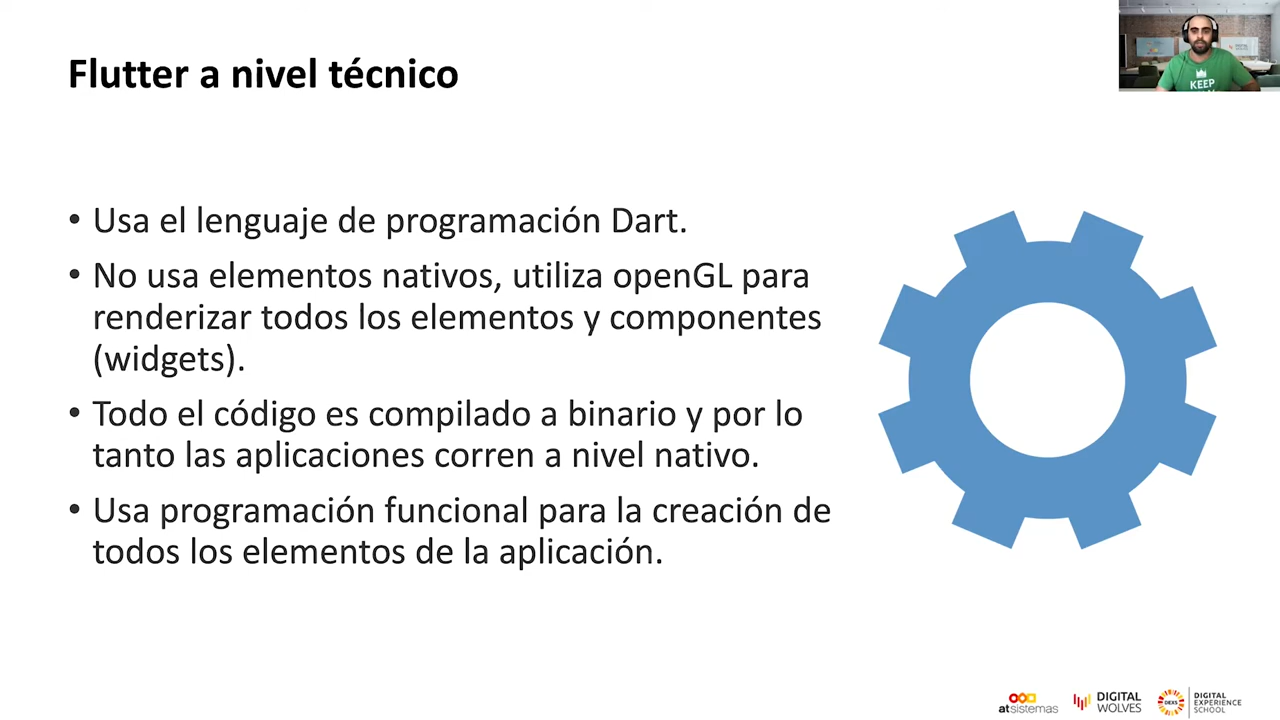 Flutter a nivel técnico
KEEP
• Usa el lenguaje de programación Dart.
• No usa elementos nativos, utiliza openGL para
renderizar todos los elementos y componentes
(widgets).
• Todo el código es compilado a binario y por lo
tanto las aplicaciones corren a nivel nativo.
• Usa programación funcional para la creación de
todos los elementos de la aplicación.
atsistemas
DIGITAL
WOLVES
DEXS
DIGITAL
EXPERIENCE
SCHOOL